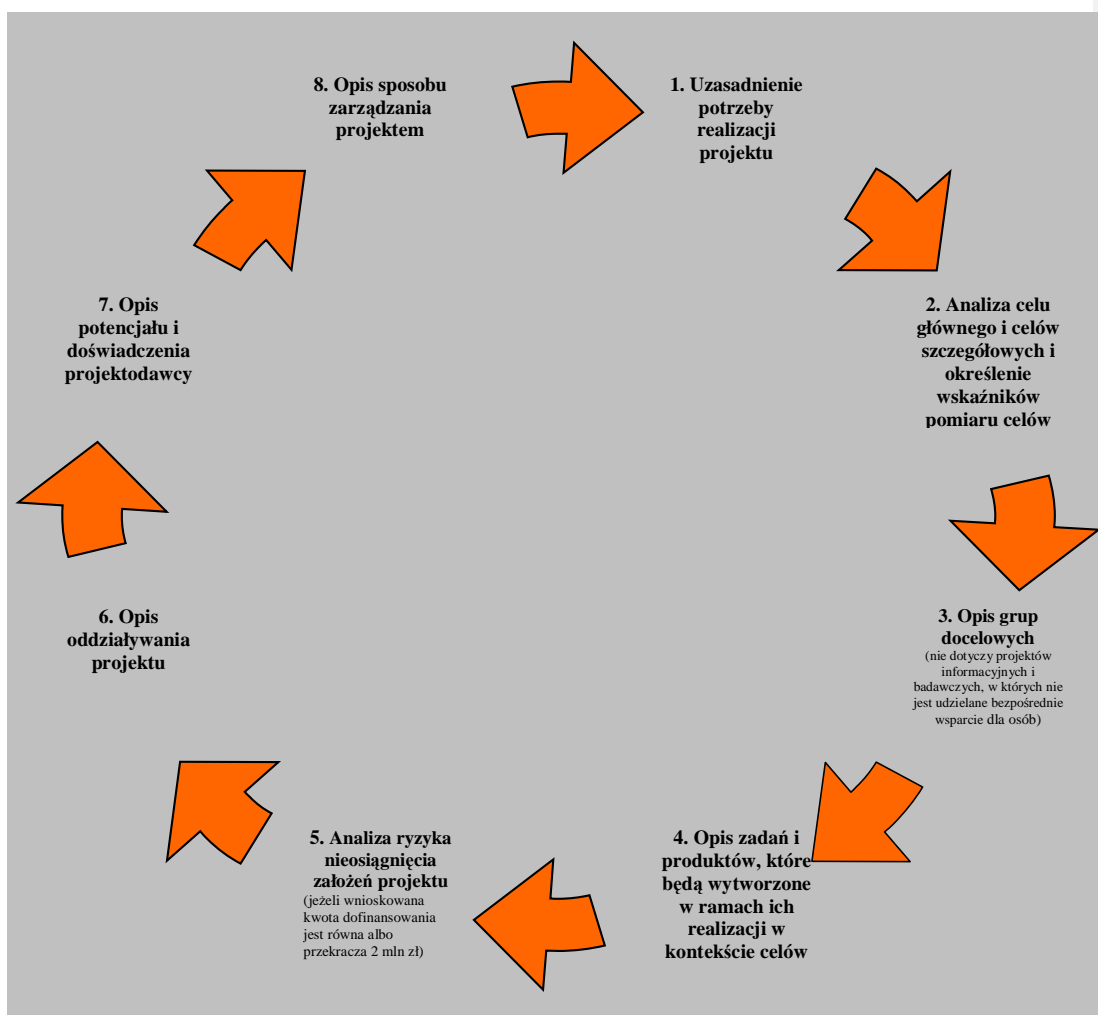 1. Uzasadnienie
potrzeby
realizacji
projektu
2. Analiza celu
głównego i celów
szczegółowych i
określenie
wskaźników
pomiaru celów
3. Opis grup
docelowych
(nie dotyczy projektów
informacyjnych i
badawczych, w których nie
jest udzielane bezpośrednie
wsparcie dla osób)
4. Opis zadań i
produktów, które
będą wytworzone
w ramach ich
realizacji w
kontekście celów
5. Analiza ryzyka
nieosiągnięcia
założeń projektu
(jeżeli wnioskowana
kwota dofinansowania
jest równa albo
przekracza 2 mln zł)
6. Opis
oddziaływania
projektu
7. Opis
potencjału i
doświadczenia
projektodawcy
8. Opis sposobu
zarządzania
projektem